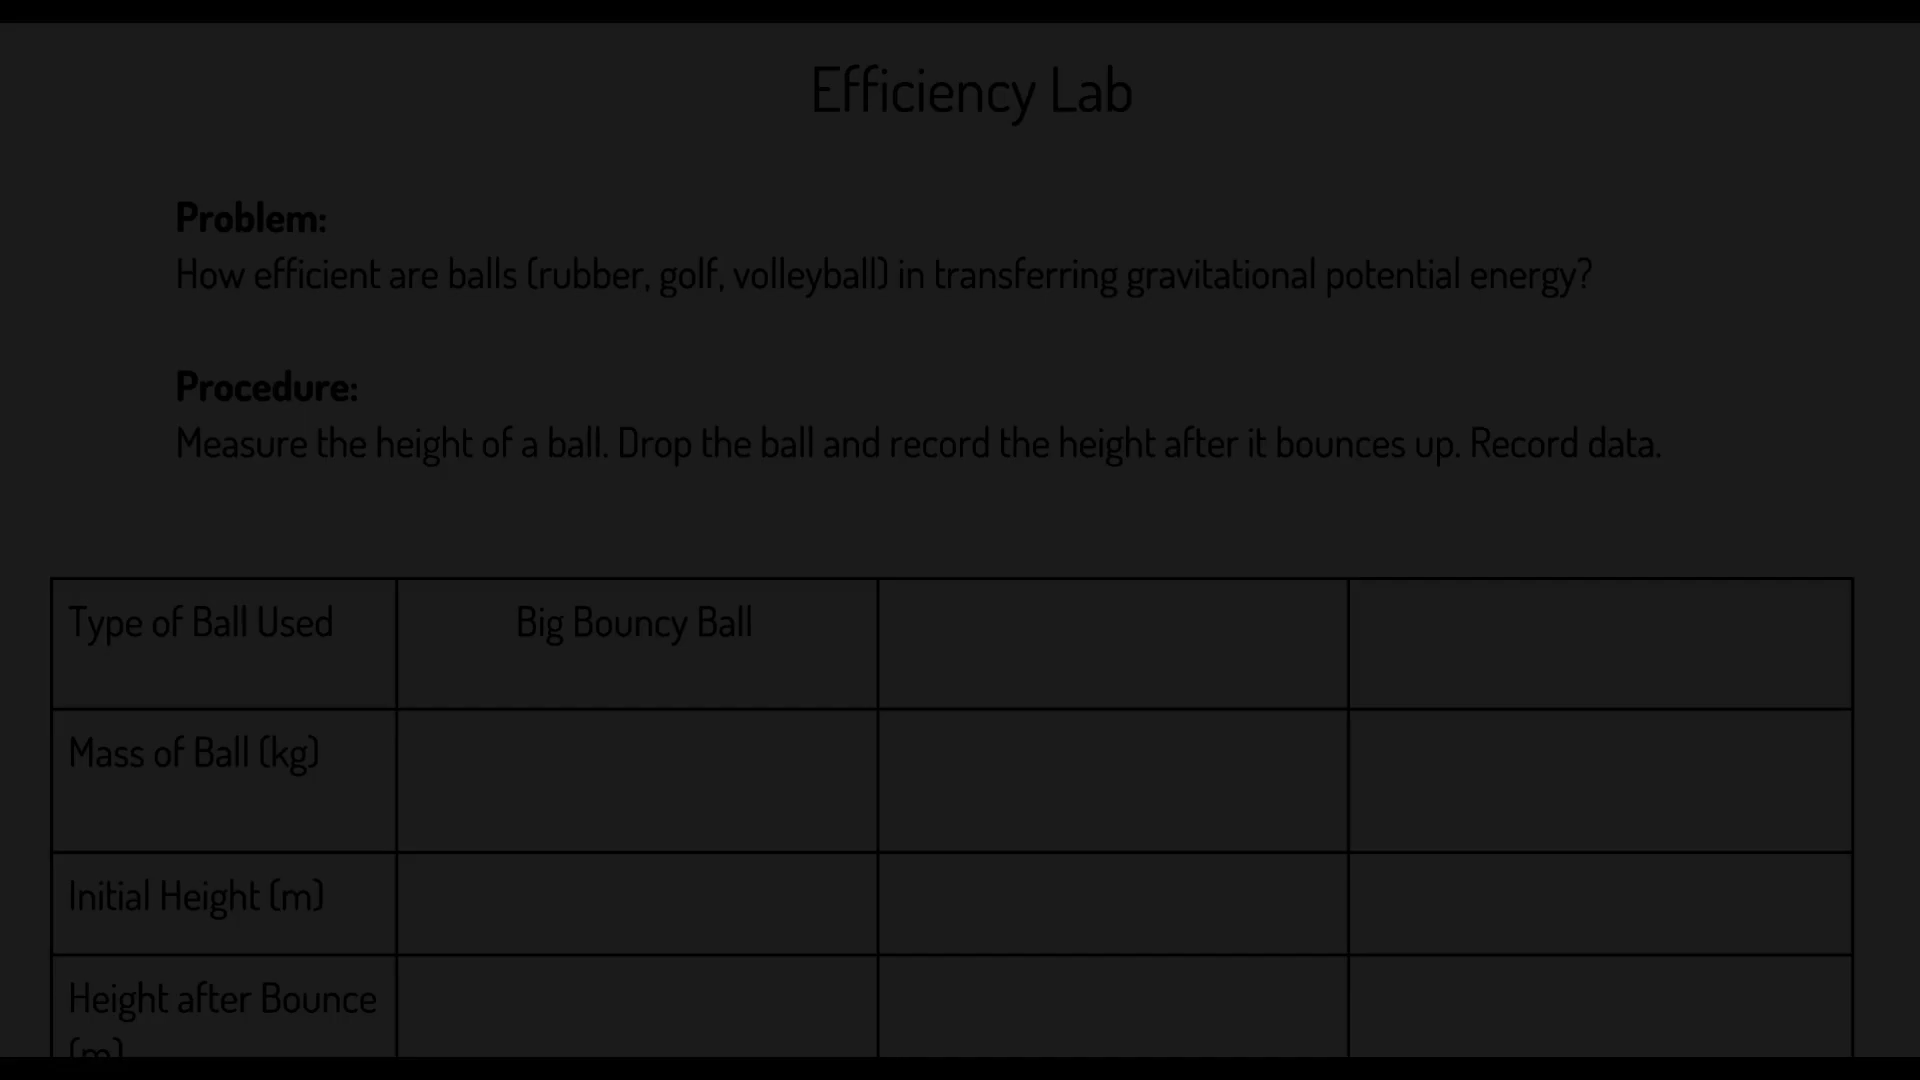 Efficiency Lab
Problem:
How efficient are balls (rubber, golf, volleyball) in transferring gravitational potential energy?
Procedure:
Measure the height of a ball. Drop the ball and record the height after it bounces up. Record data.
Type of Ball Used
Big Bouncy Ball
Mass of Ball (kg)
Initial Height (m)
Height after Bounce
(m)